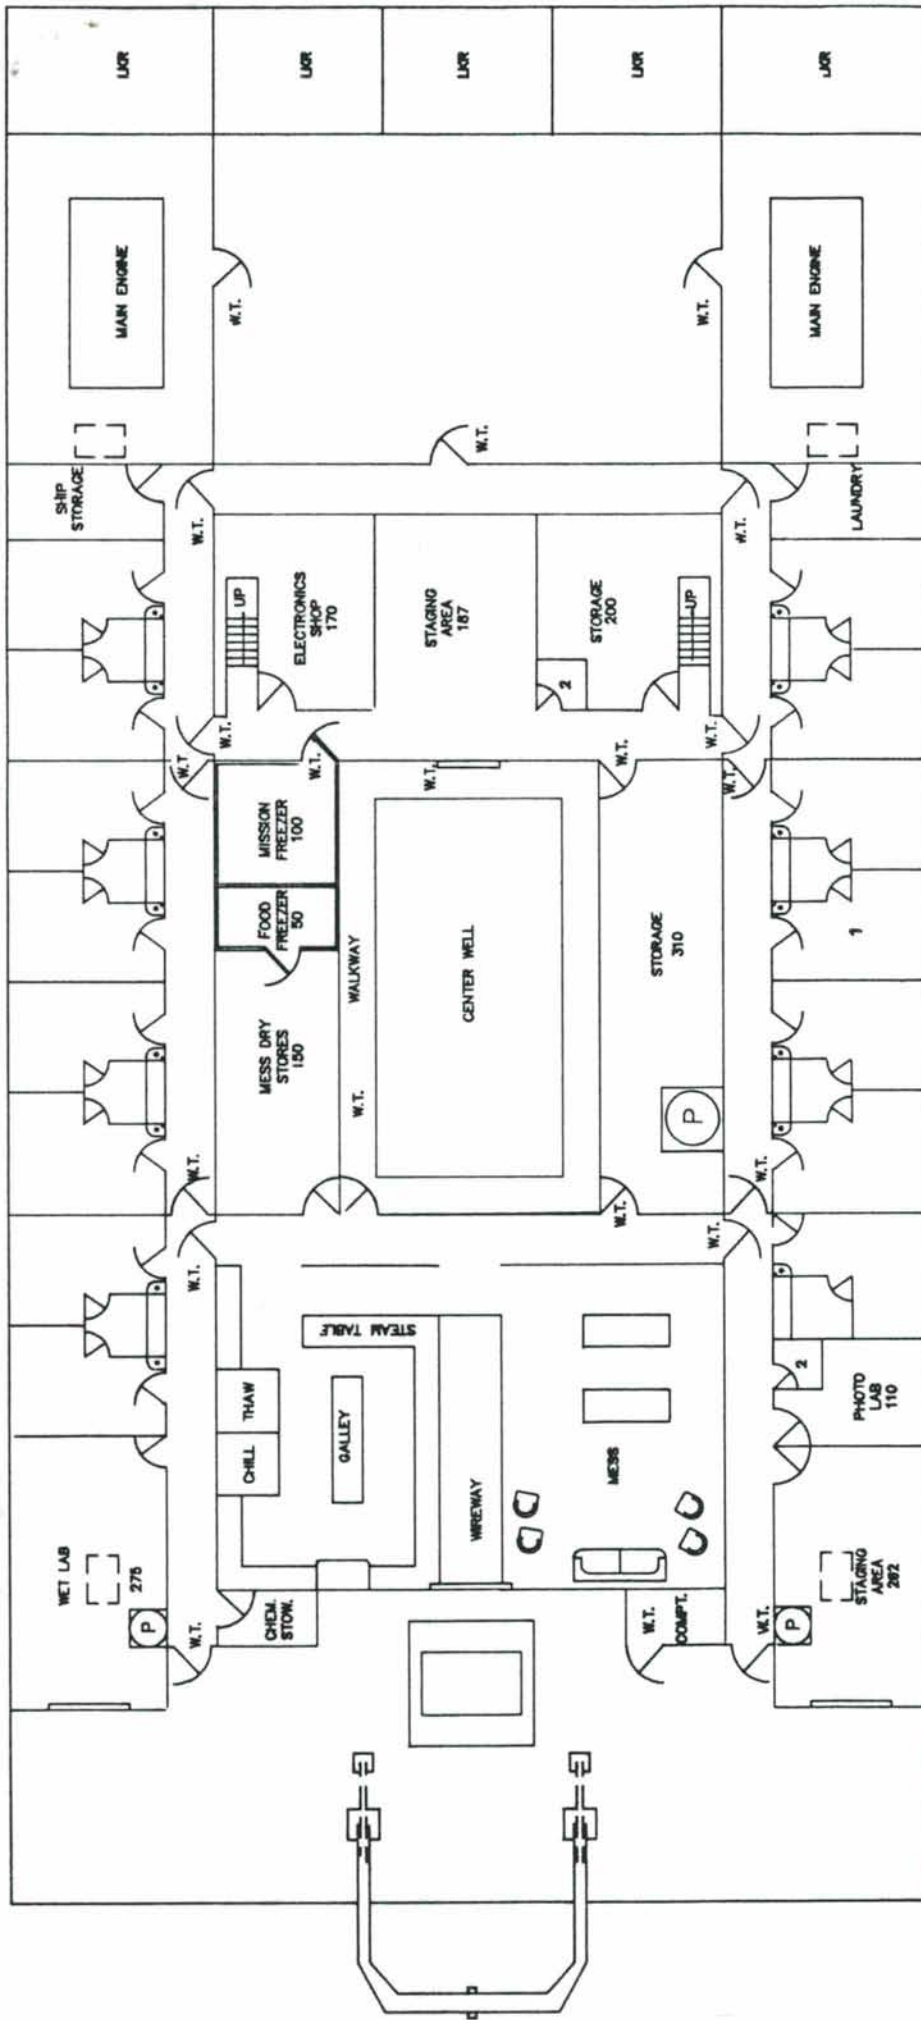 LKR
LKR
LKR
LKR
LKR
MAIN ENGINE
MAIN ENGINE
W.T.
W.T.
W.T.
SHIP
STORAGE
LAUNDRY
W.T.
W.T.
UP
ELECTRONICS
SHOP
170
STAGING
AREA
187
STORAGE
200
UP
2
W.T.
W.T.
W.T.
W.T.
W.T.
W.T.
W.T.
W.T.
MISSION
FREEZER
100
FOOD
FREEZER
50
WALKWAY
CENTER WELL
STORAGE
310
1
MESS DRY
STORES
150
W.T.
P
W.T.
W.T.
W.T.
W.T.
W.T.
STEAM TABLE
THAW
CHILL
GALLEY
WIREWAY
MESS
2
PHOTO
LAB
110
WET LAB
275
P
W.T.
CHEM.
STOW.
W.T.
COMPT.
W.T.
P
STAGING
AREA
262